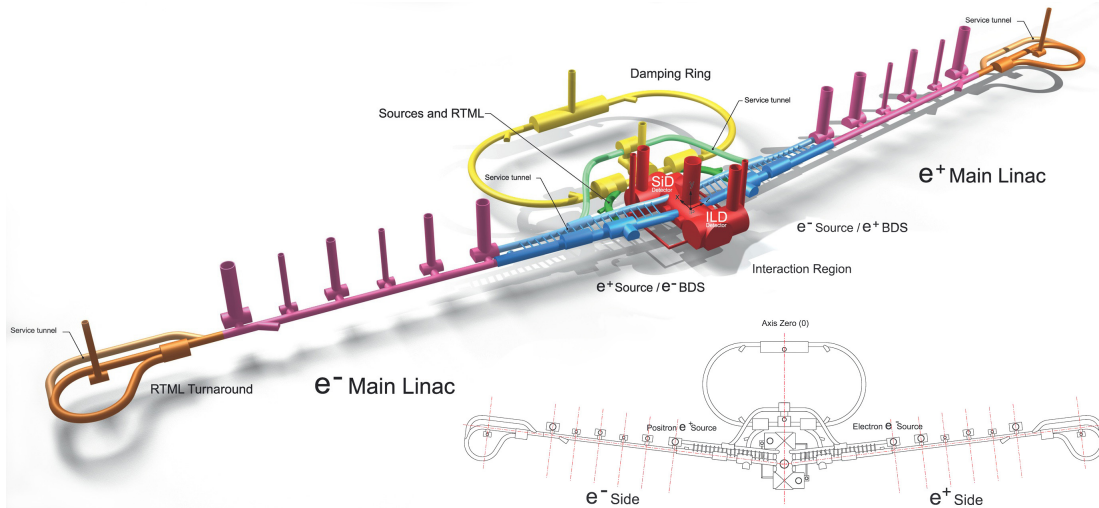 Service tunnel
Damping Ring
Sources and RTML
Service tunnel
Service tunnel
SiD
Detector
ILD
Detector
e+ Main Linac
e- Source / e+ BDS
Interaction Region
e+ Source / e- BDS
Service tunnel
RTML Turnaround
e- Main Linac
Axis Zero (0)
Positron e+ Source
Electron e- Source
e- Side
e+ Side